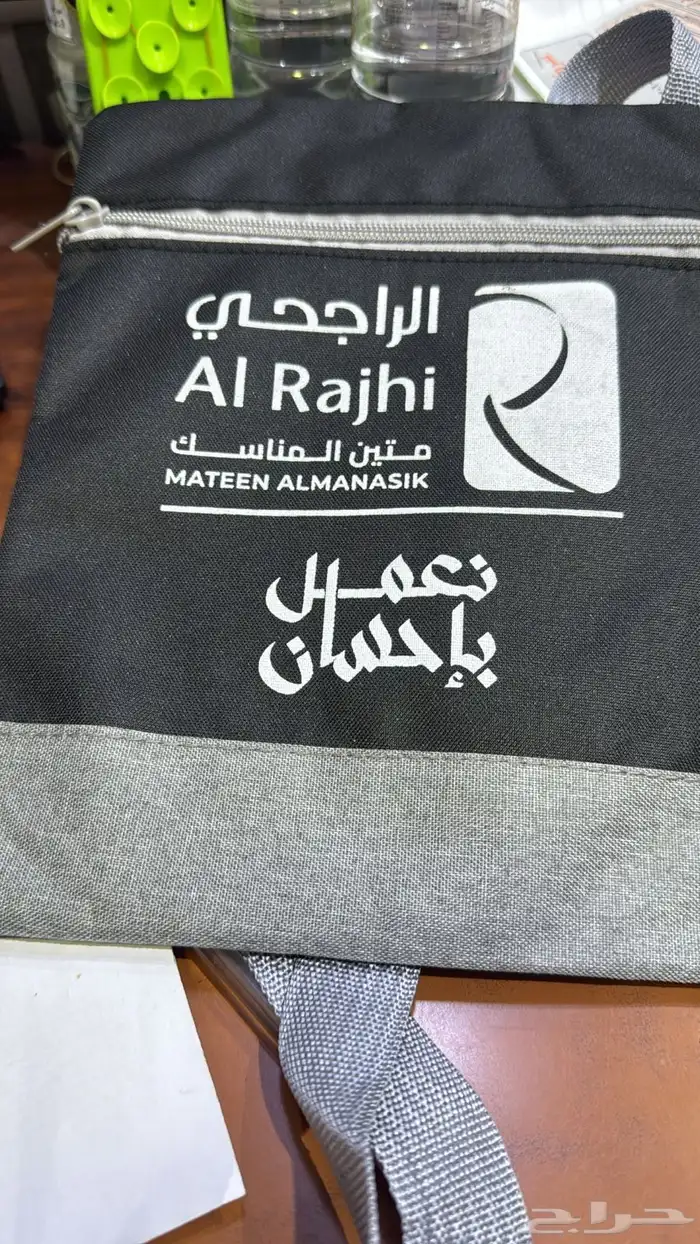 الراجحي
Al Rajhi
متين المناسك
MATEEN ALMANASIK
نعمل
بإحسان
حراج